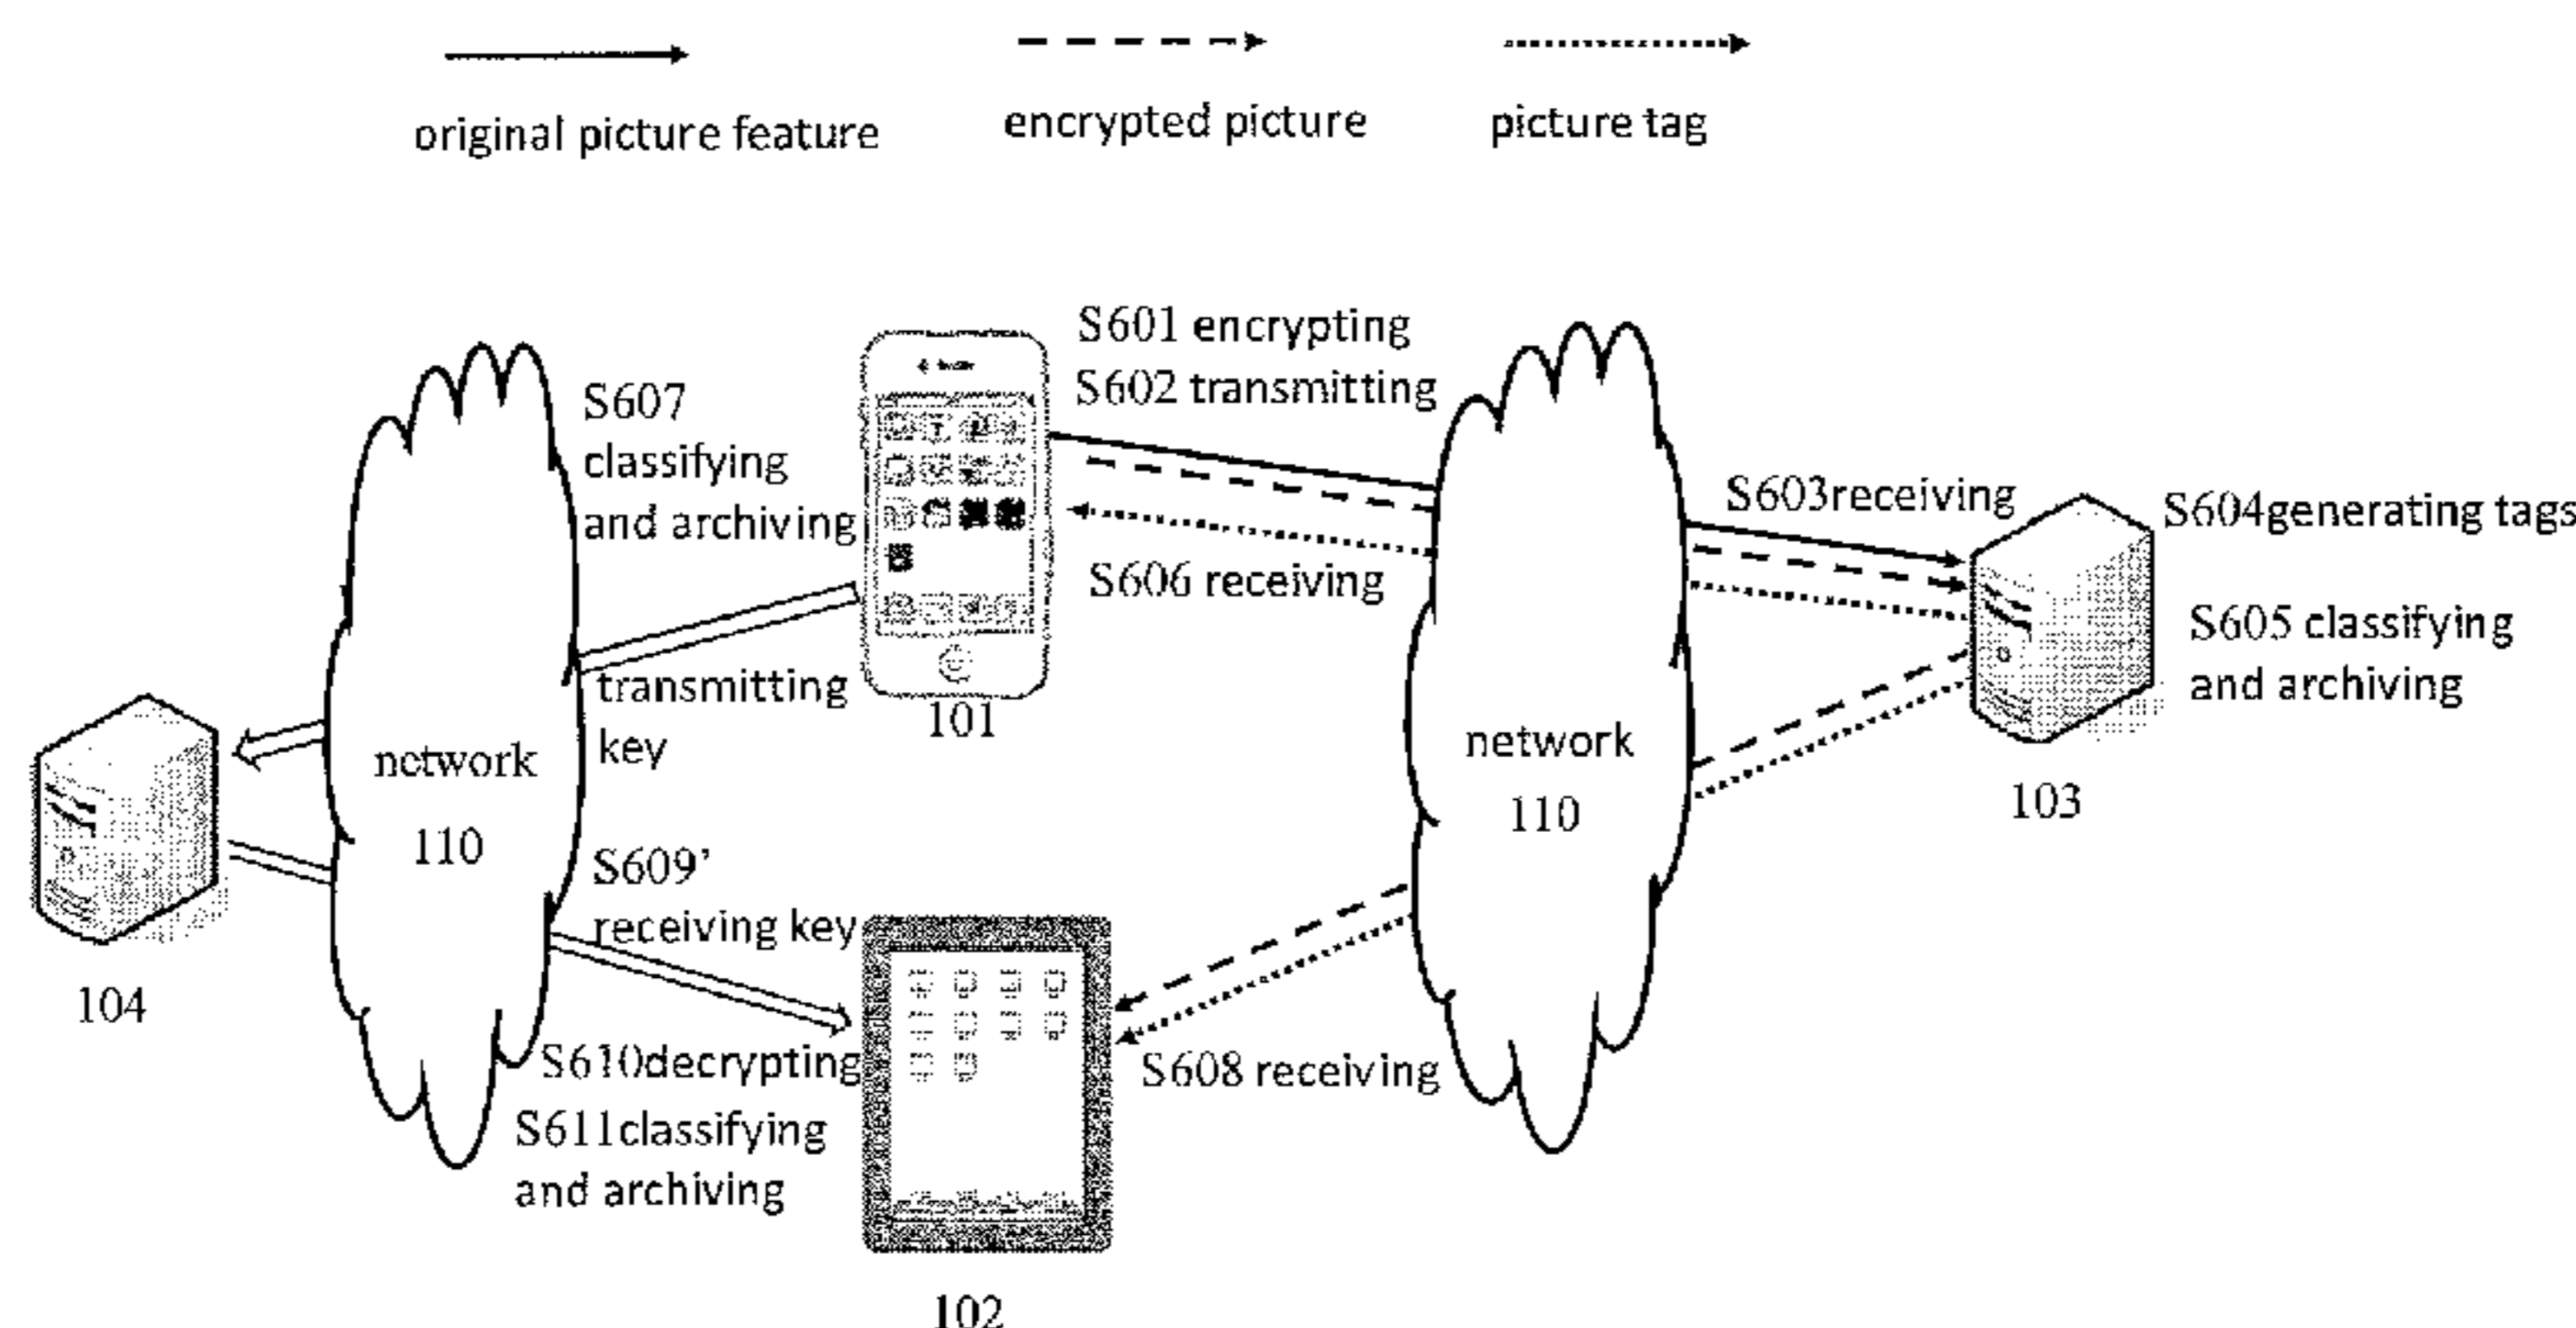 original picture feature
encrypted picture
picture tag
S601 encrypting
S602 transmitting
S607
classifying
and archiving
S603receiving
S604generating tags
S606 receiving
S605 classifying
and archiving
transmitting
key
101
network
110
network
110
103
S609’
receiving key
104
S610decrypting
S608 receiving
S611classifying
and archiving
102